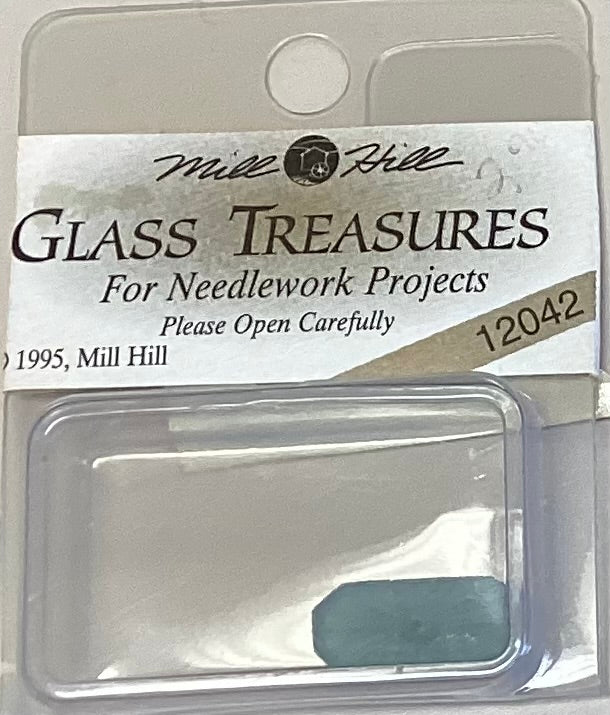 Mill Hill
GLASS TREASURES
For Needlework Projects
Please Open Carefully
12042
) 1995, Mill Hill